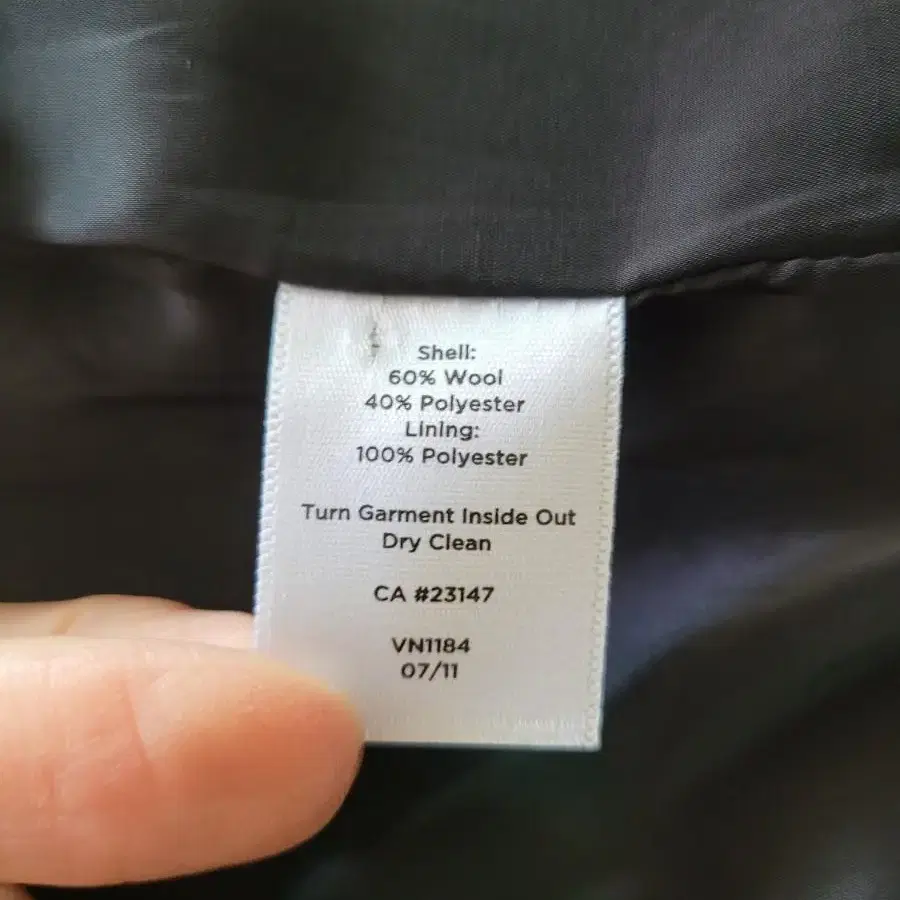 Shell:
60% Wool
40% Polyester
Lining:
100% Polyester
Turn Garment Inside Out
Dry Clean
CA #23147
VN1184
07/11